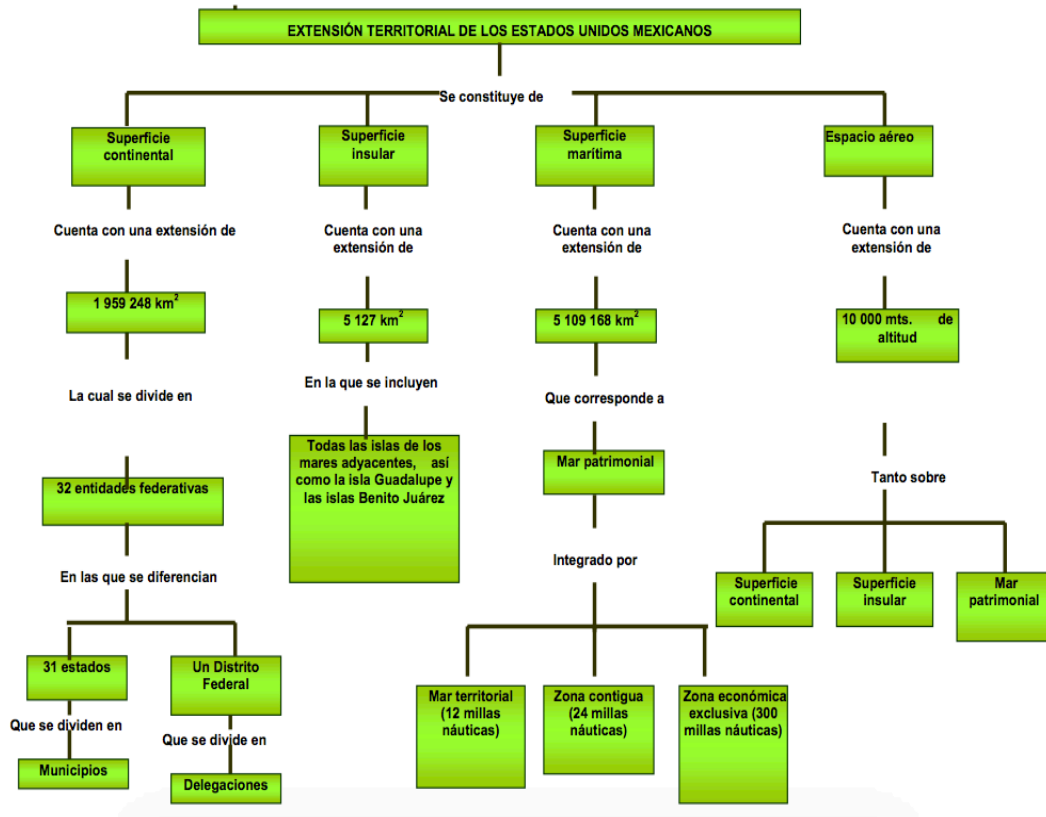 EXTENSIÓN TERRITORIAL DE LOS ESTADOS UNIDOS MEXICANOS
Se constituye de
Superficie
continental
Superficie
insular
Superficie
marítima
Espacio aéreo
Cuenta con una extensión de
Cuenta con una
extensión de
Cuenta con una
extensión de
Cuenta con una
extensión de
1 959 248 km²
5 127 km²
5 109 168 km²
10 000 mts. de
altitud
La cual se divide en
En la que se incluyen
Que corresponde a
Todas las islas de los
mares adyacentes, así
como la isla Guadalupe y
las islas Benito Juárez
Mar patrimonial
Tanto sobre
32 entidades federativas
Integrado por
En las que se diferencian
Superficie
continental
Superficie
insular
Mar
patrimonial
31 estados
Un Distrito
Federal
Mar territorial
(12 millas
náuticas)
Zona contigua
(24 millas
náuticas)
Zona económica
exclusiva (300
millas náuticas)
Que se dividen en
Que se divide en
Municipios
Delegaciones